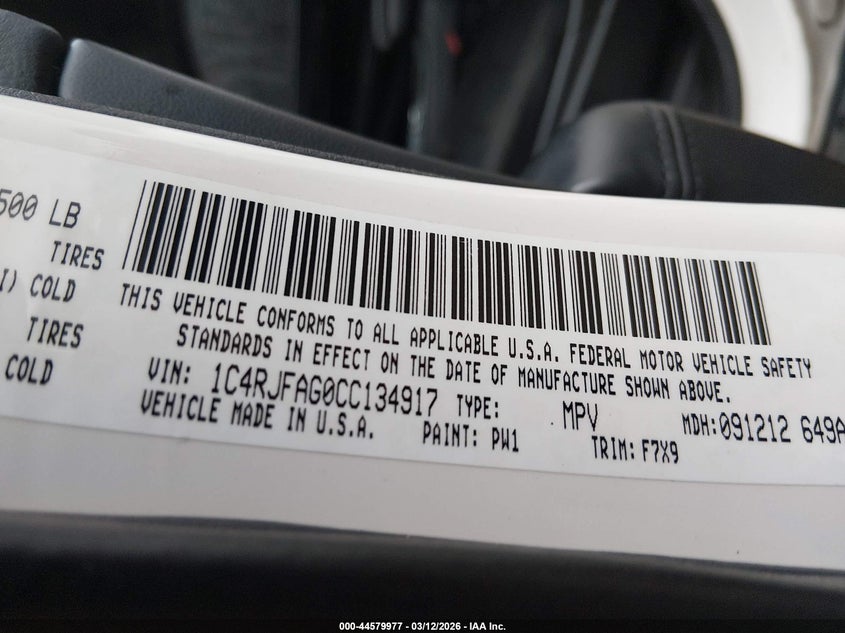 500 LB
TIRES
I) COLD
TIRES
COLD
THIS VEHICLE CONFORMS TO ALL APPLICABLE U.S.A. FEDERAL MOTOR VEHICLE SAFETY
STANDARDS IN EFFECT ON THE DATE OF MANUFACTURE SHOWN ABOVE.
VIN: 1C4RJFAG0CC134917 TYPE: MPV MDH:091212 649A
VEHICLE MADE IN U.S.A. PAINT: PW1 TRIM: F7X9
000-44579977 - 03/12/2026 - IAA Inc.